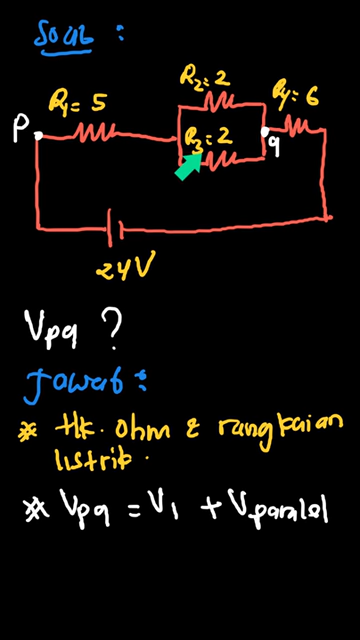 Soal :
R2 = 2
R1 = 5
R4 = 6
P
R3 = 2
q
24V
Vpq ?
Jawab :
* Hk. Ohm & rangkaian
listrik.
* Vpq = V1 + Vparalel